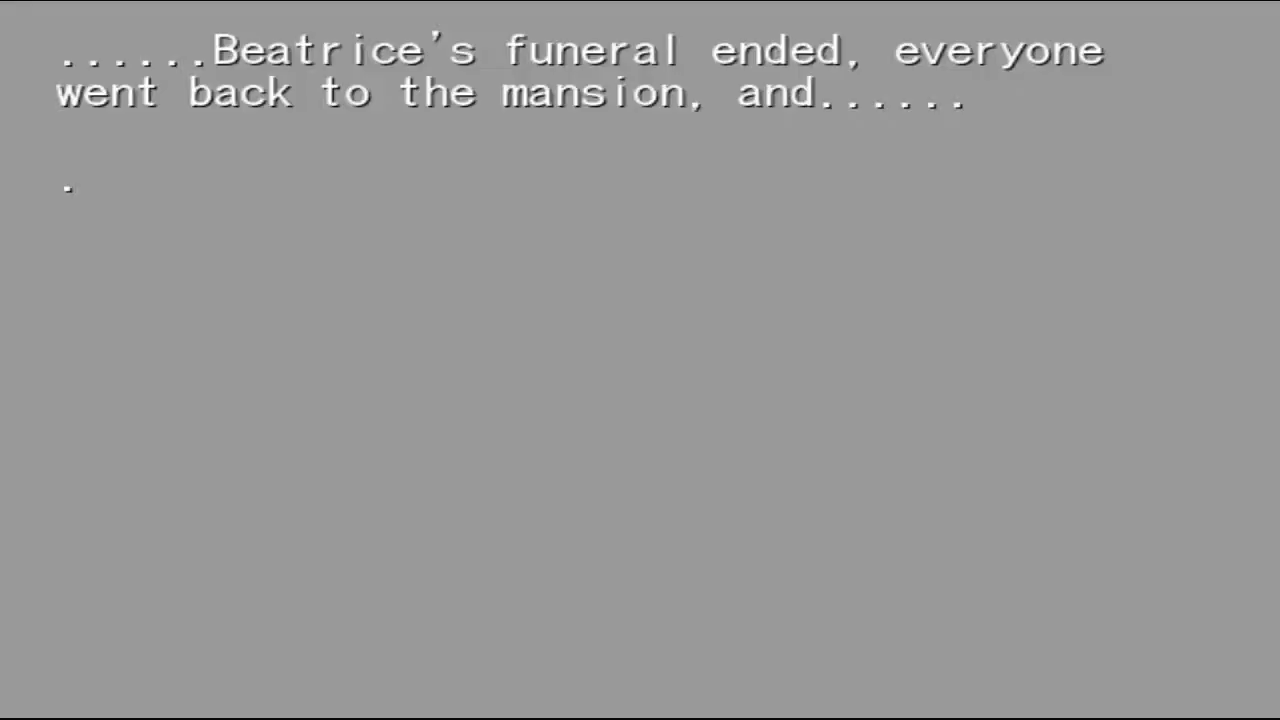 ......Beatrice's funeral ended, everyone
went back to the mansion, and......
.